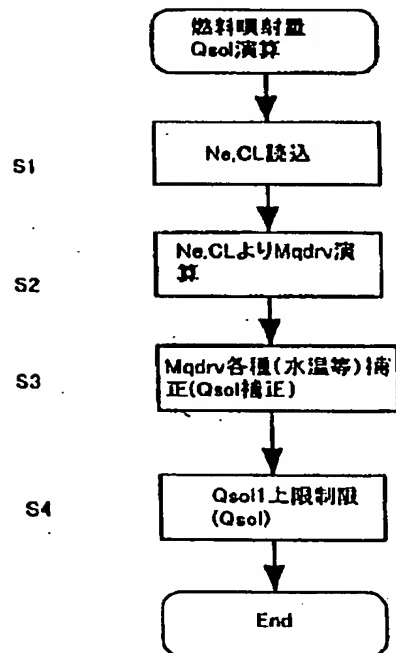 燃料噴射量
Qsol演算
S1
Ne,CL読込
S2
Ne,CLよりMqdrv演
算
S3
Mqdrv各種(水温等)補
正(Qsol補正)
S4
Qsol1上限制限
(Qsol)
End